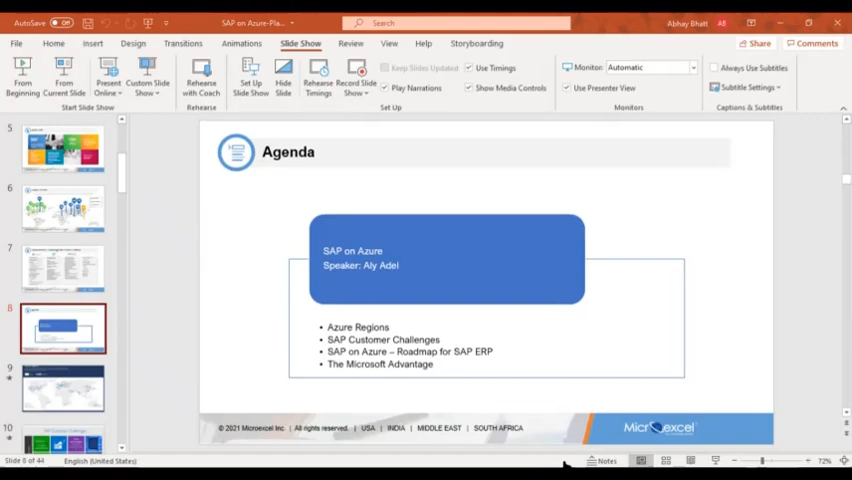 AutoSave Off SAP on Azure-Pla... Search Abhay Bhatt AB
File Home Insert Design Transitions Animations Slide Show Review View Help Storyboarding Share Comments
From Beginning
From Current Slide
Present Online
Custom Slide Show
Start Slide Show
Rehearse with Coach
Rehearse
Set Up Slide Show
Hide Slide
Rehearse Timings
Record Slide Show
Keep Slides Updated
Play Narrations
Use Timings
Show Media Controls
Set Up
Monitor: Automatic
Use Presenter View
Monitors
Always Use Subtitles
Subtitle Settings
Captions & Subtitles
5
6
7
8
9
10
Agenda
SAP on Azure
Speaker: Aly Adel
• Azure Regions
• SAP Customer Challenges
• SAP on Azure – Roadmap for SAP ERP
• The Microsoft Advantage
© 2021 Microexcel Inc. | All rights reserved. | USA | INDIA | MIDDLE EAST | SOUTH AFRICA
Micr excel
Slide 8 of 44 English (United States) Notes 72%